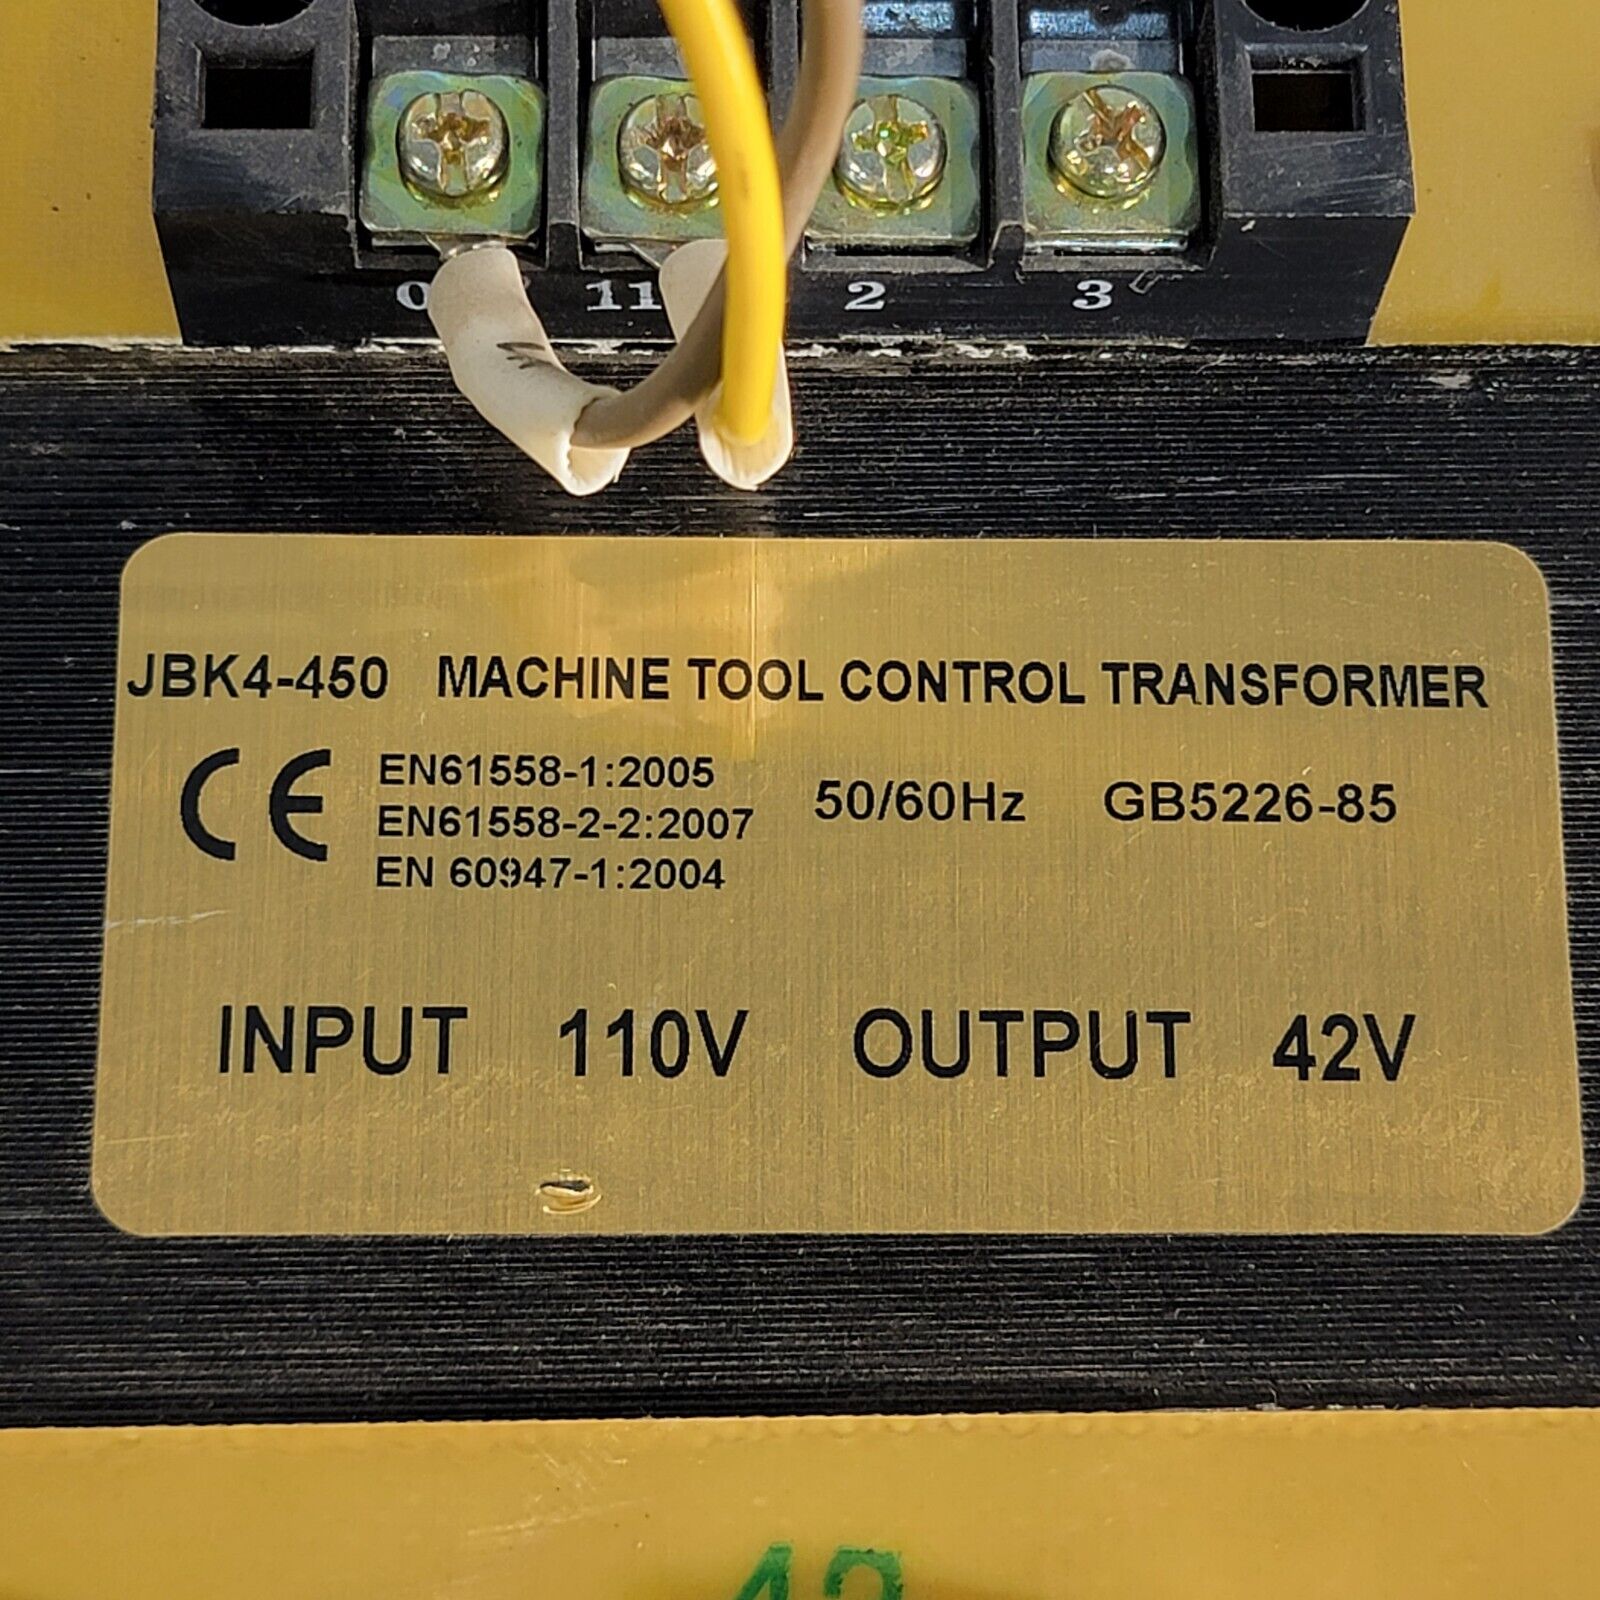 0 11 2 3
JBK4-450 MACHINE TOOL CONTROL TRANSFORMER
CE
EN61558-1:2005
EN61558-2-2:2007
EN 60947-1:2004
50/60Hz GB5226-85
INPUT 110V OUTPUT 42V
42